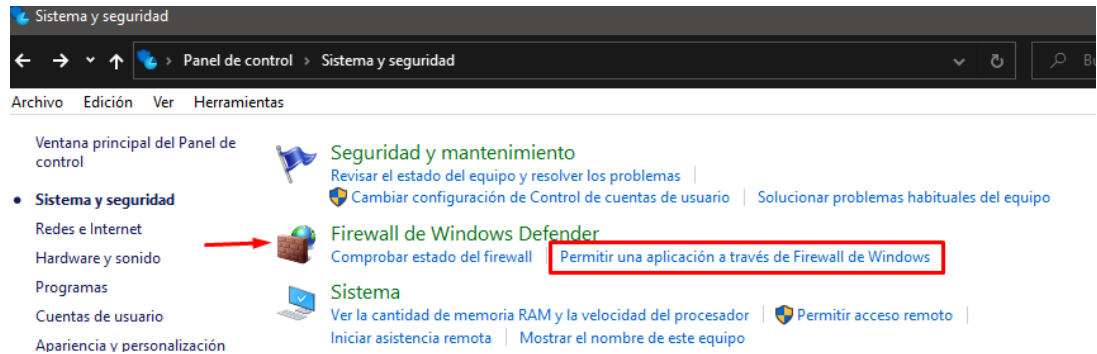 Sistema y seguridad
Panel de control > Sistema y seguridad
Archivo Edición Ver Herramientas
Ventana principal del Panel de
control
Sistema y seguridad
Redes e Internet
Hardware y sonido
Programas
Cuentas de usuario
Apariencia y personalización
Seguridad y mantenimiento
Revisar el estado del equipo y resolver los problemas
Cambiar configuración de Control de cuentas de usuario
Solucionar problemas habituales del equipo
Firewall de Windows Defender
Comprobar estado del firewall
Permitir una aplicación a través de Firewall de Windows
Sistema
Ver la cantidad de memoria RAM y la velocidad del procesador
Permitir acceso remoto
Iniciar asistencia remota
Mostrar el nombre de este equipo